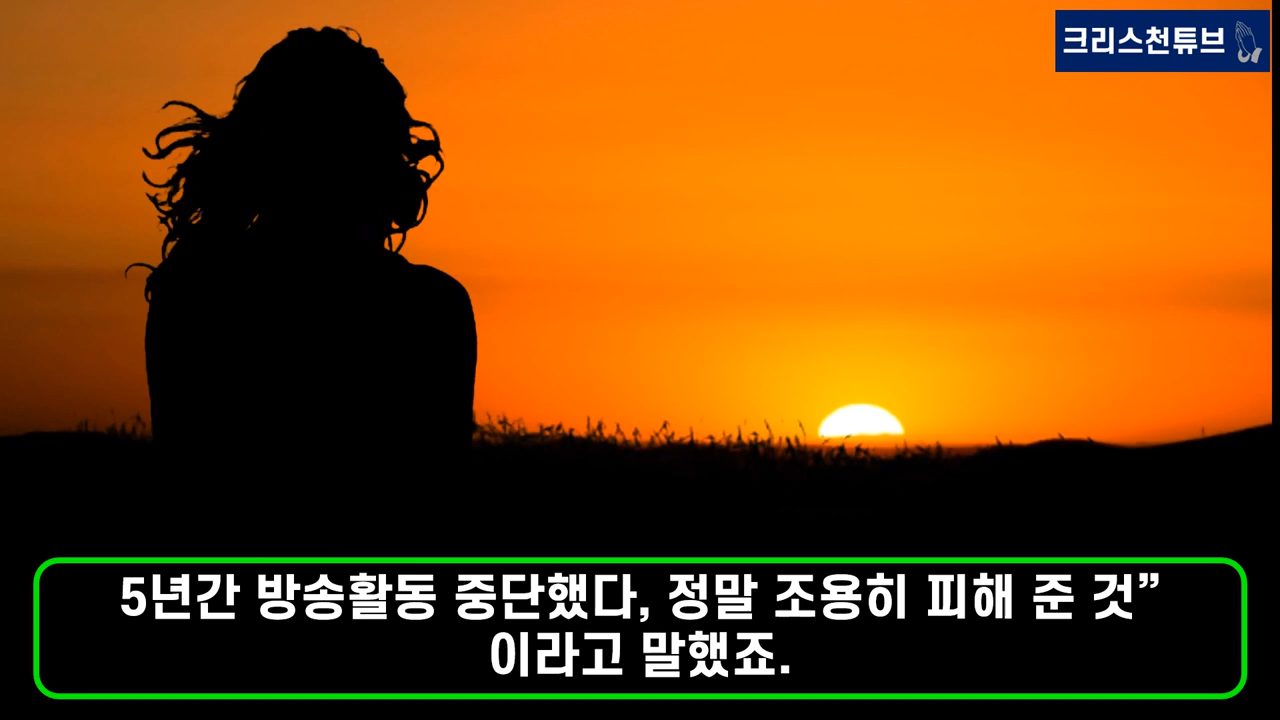 크리스천튜브
5년간 방송활동 중단했다, 정말 조용히 피해 준 것”
이라고 말했죠.